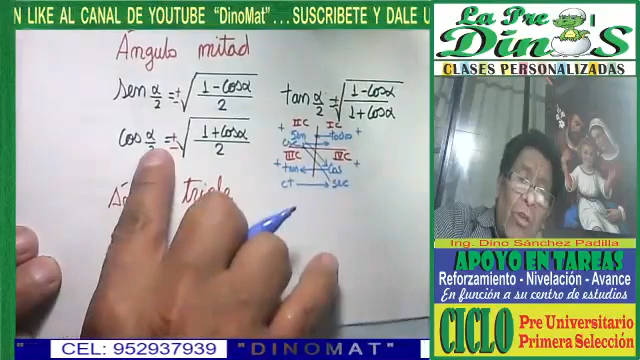 N LIKE AL CANAL DE YOUTUBE "DinoMat"... SUSCRIBETE Y DALE U
La Pre
DinoS
CLASES PERSONALIZADAS
Ángulo mitad
sen α/2 = ± √(1 - cosα / 2)
tan α/2 = ± √(1 - cosα / 1 + cosα)
cos α/2 = ± √(1 + cosα / 2)
+ IIC IC +
sen todo
+ IIIC IVC +
tan cos
ct sec
triple
Ing. Dino Sánchez Padilla
APOYO EN TAREAS
Reforzamiento - Nivelación - Avance
En función a su centro de estudios
CICLO Pre Universitario
Primera Selección
CEL: 952937939 "DINOMAT"